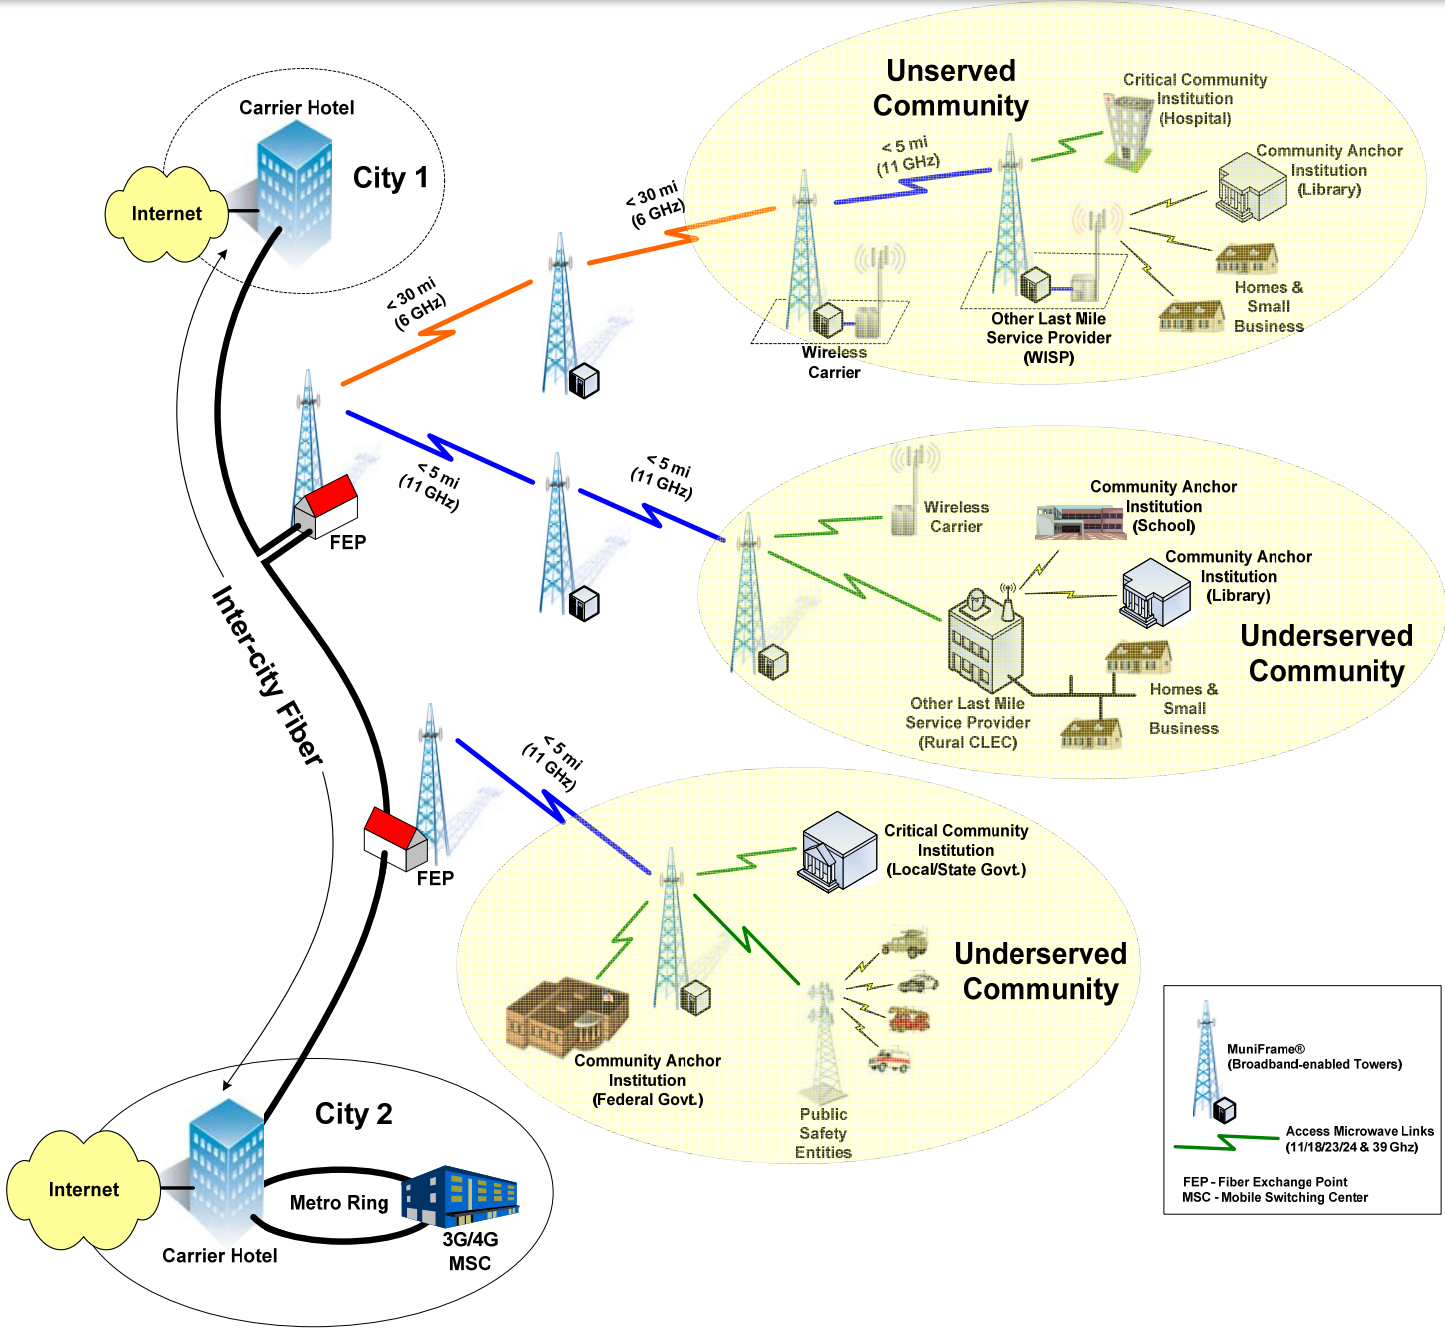 Carrier Hotel
City 1
Internet
Unserved
Community
Critical Community
Institution
(Hospital)
< 5 mi
(11 GHz)
Community Anchor
Institution
(Library)
< 30 mi
(6 GHz)
< 30 mi
(6 GHz)
Homes &
Small
Business
Other Last Mile
Service Provider
(WISP)
Wireless
Carrier
< 5 mi
(11 GHz)
< 5 mi
(11 GHz)
FEP
Wireless
Carrier
Community Anchor
Institution
(School)
Community Anchor
Institution
(Library)
Underserved
Community
Other Last Mile
Service Provider
(Rural CLEC)
Homes &
Small
Business
Inter-city Fiber
< 5 mi
(11 GHz)
FEP
Critical Community
Institution
(Local/State Govt.)
Underserved
Community
Community Anchor
Institution
(Federal Govt.)
Public
Safety
Entities
City 2
Internet
Metro Ring
Carrier Hotel
3G/4G
MSC
MuniFrame®
(Broadband-enabled Towers)
Access Microwave Links
(11/18/23/24 & 39 Ghz)
FEP - Fiber Exchange Point
MSC - Mobile Switching Center